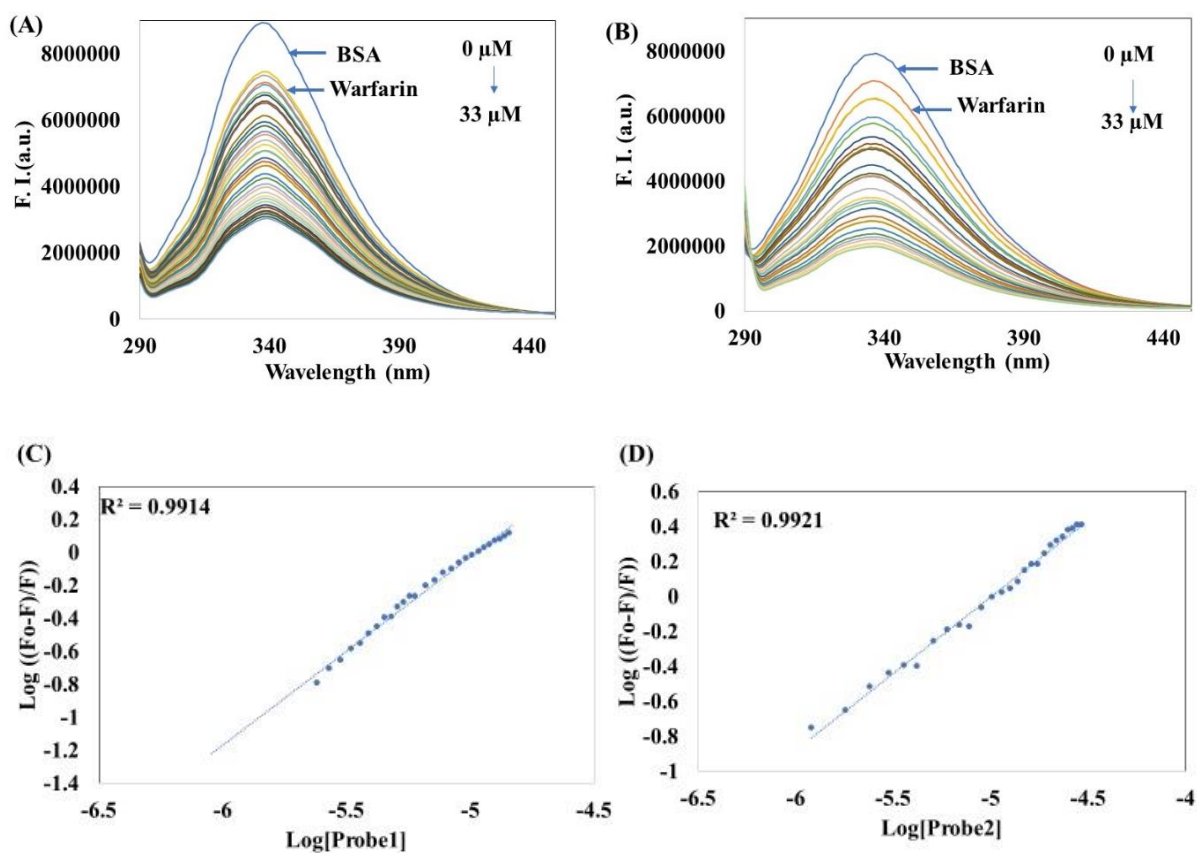 (A)
8000000
6000000
4000000
2000000
0
F. I.(a.u.)
BSA
Warfarin
0 µM
33 µM
290
340
390
440
Wavelength (nm)
(B)
8000000
6000000
4000000
2000000
0
F. I. (a.u.)
BSA
Warfarin
0 µM
33 µM
290
340
390
440
Wavelength (nm)
(C)
R² = 0.9914
0.4
0.2
0
-0.2
-0.4
-0.6
-0.8
-1
-1.2
-1.4
Log ((Fo-F)/F))
-6.5
-6
-5.5
-5
-4.5
Log[Probe1]
(D)
R² = 0.9921
0.6
0.4
0.2
0
-0.2
-0.4
-0.6
-0.8
-1
Log ((Fo-F)/F))
-6.5
-6
-5.5
-5
-4.5
-4
Log[Probe2]